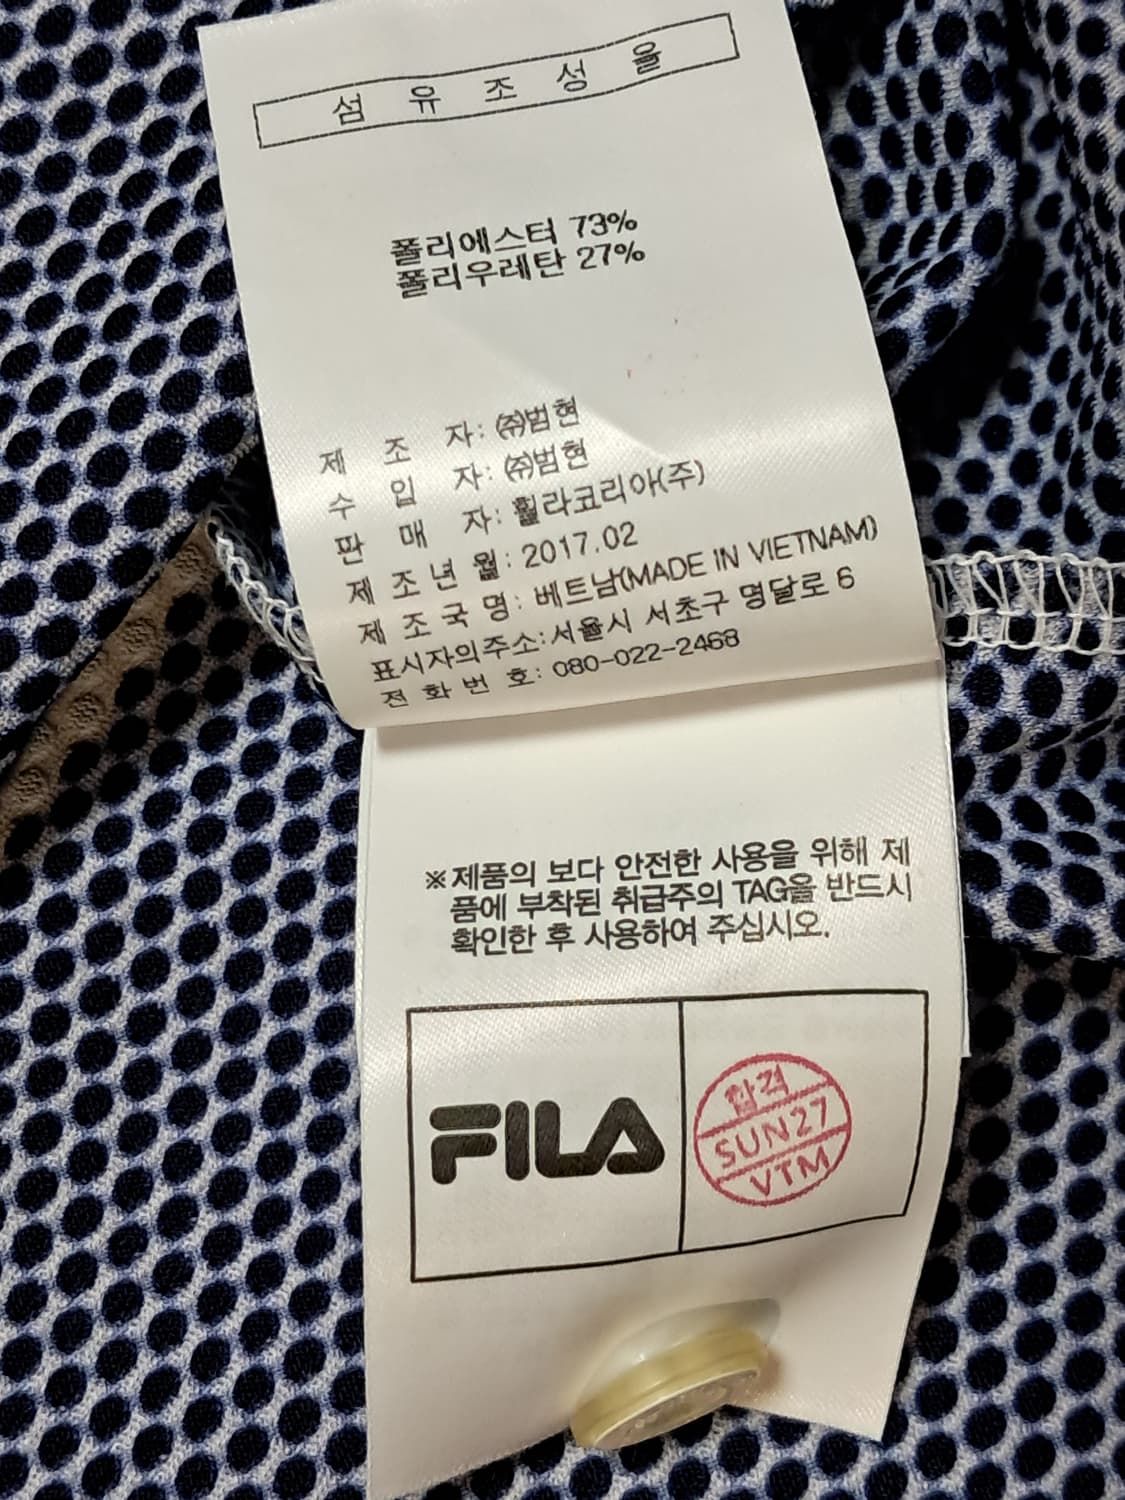 섬 유 조 성 율
폴리에스터 73%
폴리우레탄 27%
제 조 자: ㈜범현
수 입 자: ㈜범현
판 매 자: 휠라코리아(주)
제 조 년 월: 2017.02
제 조 국 명: 베트남(MADE IN VIETNAM)
표시자의주소:서울시 서초구 명달로 6
전 화 번 호: 080-022-2468
※제품의 보다 안전한 사용을 위해 제
품에 부착된 취급주의 TAG을 반드시
확인한 후 사용하여 주십시오.
FILA
합격
SUN27
VTM